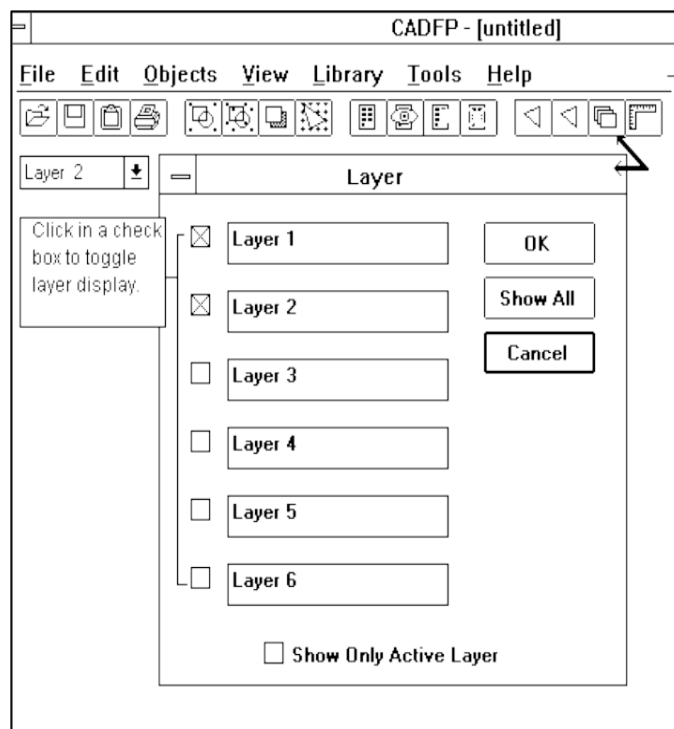 CADFP - [untitled]
File Edit Objects View Library Tools Help
Layer 2
Layer
Click in a check
box to toggle
layer display.
Layer 1
OK
Layer 2
Show All
Layer 3
Cancel
Layer 4
Layer 5
Layer 6
Show Only Active Layer